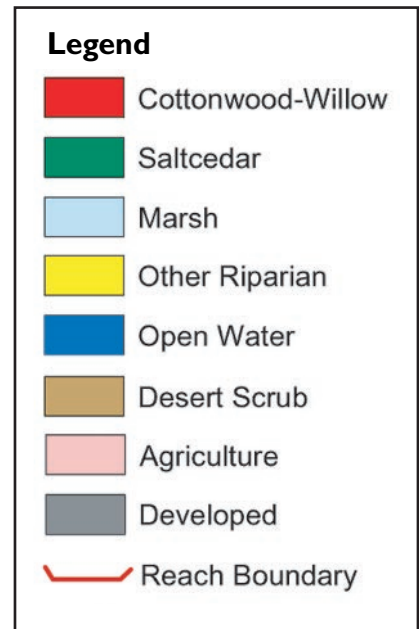 Legend
Cottonwood-Willow
Saltcedar
Marsh
Other Riparian
Open Water
Desert Scrub
Agriculture
Developed
Reach Boundary